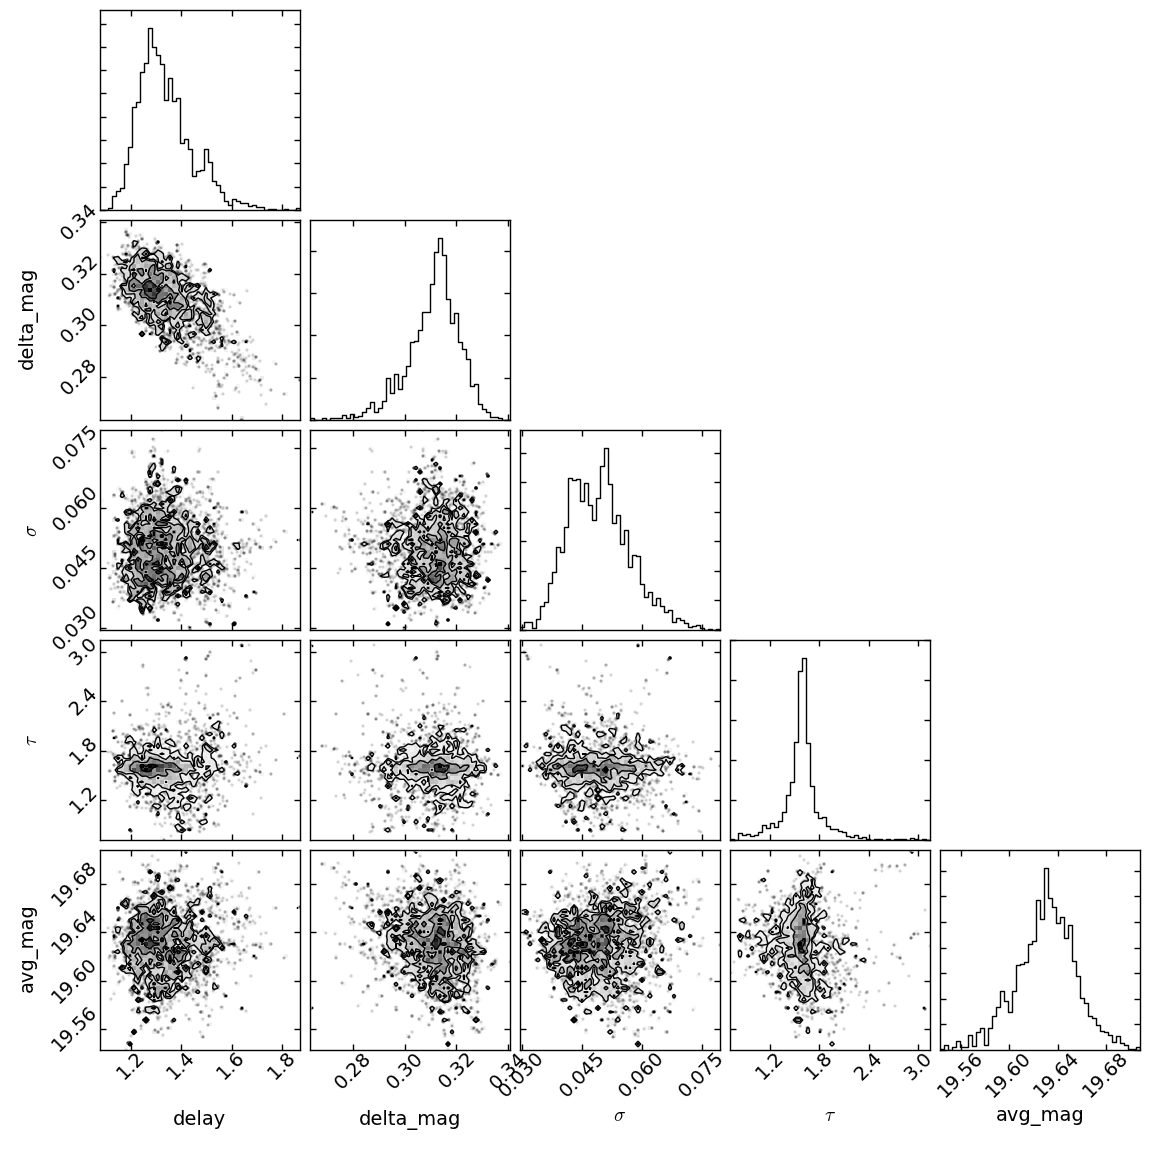 0.34
0.32
0.30
0.28
delta_mag
0.075
0.060
0.045
0.030
σ
3.0
2.4
1.8
1.2
τ
19.68
19.64
19.60
19.56
avg_mag
1.2 1.4 1.6 1.8
0.28 0.30 0.32 0.34
0.030 0.045 0.060 0.075
1.2 1.8 2.4 3.0
19.56 19.60 19.64 19.68
delay delta_mag σ τ avg_mag